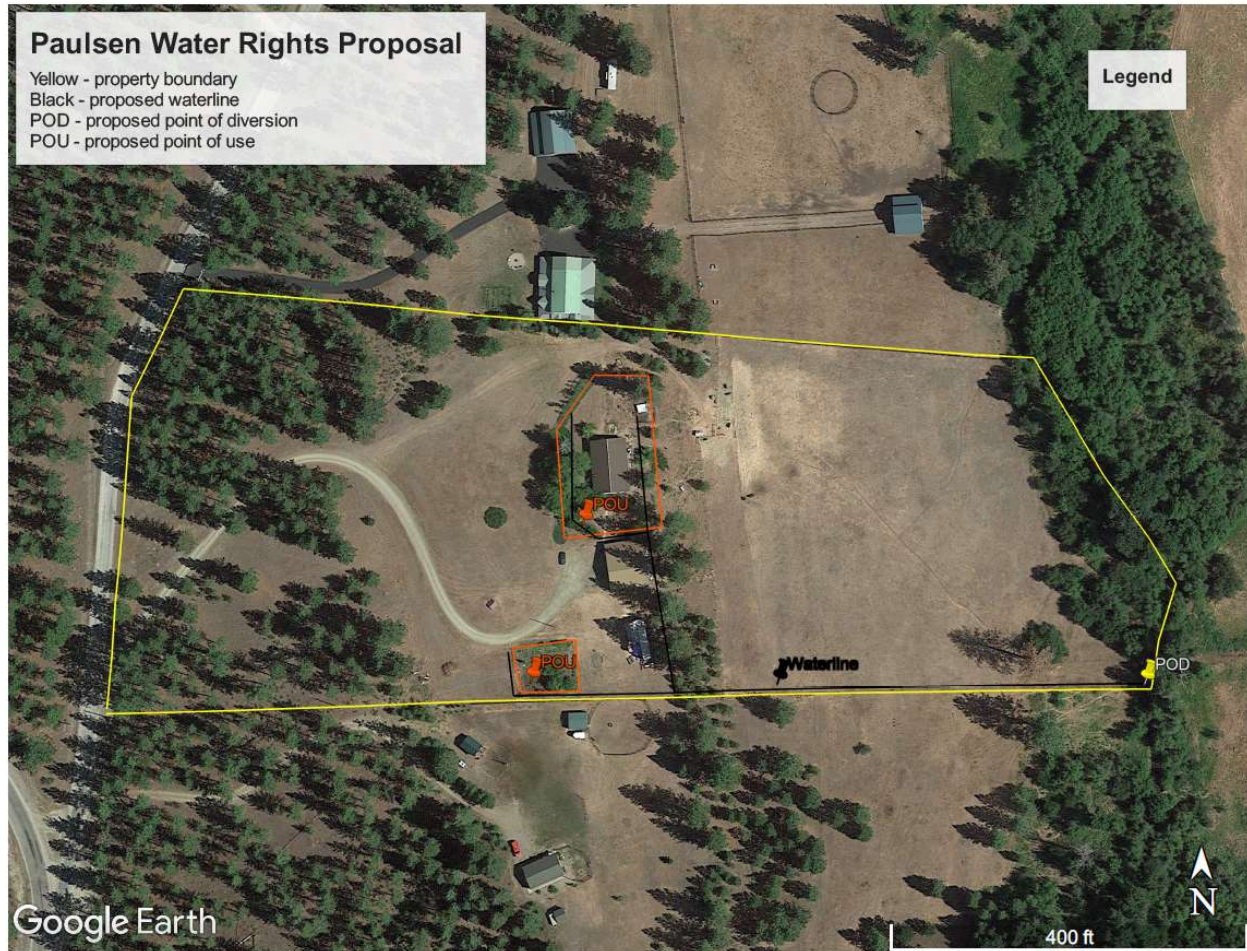 Paulsen Water Rights Proposal
Yellow - property boundary
Black - proposed waterline
POD - proposed point of diversion
POU - proposed point of use
Legend
POU
POU
Waterline
POD
N
Google Earth
400 ft